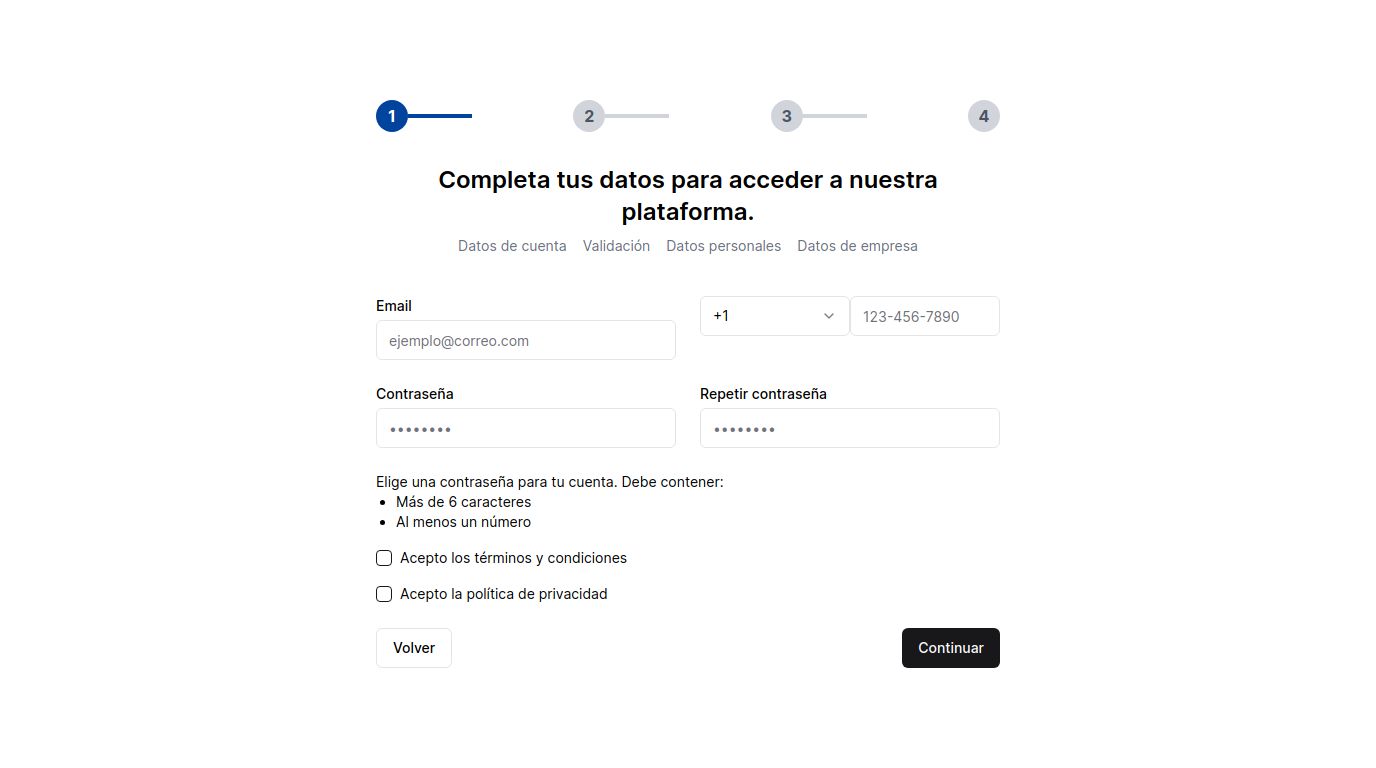 1 2 3 4
Completa tus datos para acceder a nuestra
plataforma.
Datos de cuenta Validación Datos personales Datos de empresa
Email
+1 123-456-7890
ejemplo@correo.com
Contraseña Repetir contraseña
•••••••• ••••••••
Elige una contraseña para tu cuenta. Debe contener:
• Más de 6 caracteres
• Al menos un número
Acepto los términos y condiciones
Acepto la política de privacidad
Volver Continuar